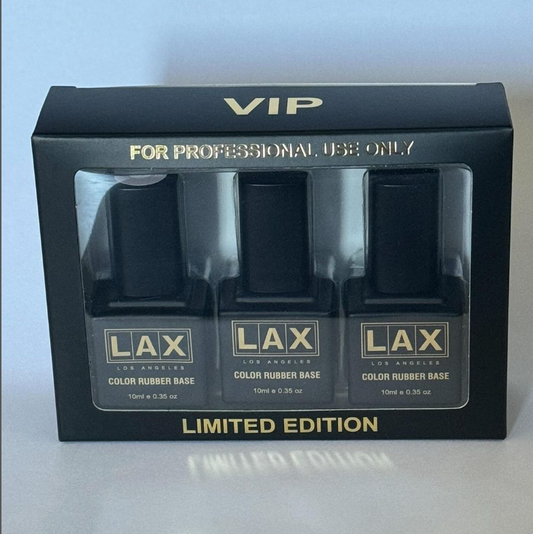 VIP
FOR PROFESSIONAL USE ONLY
LAX
LOS ANGELES
COLOR RUBBER BASE
10ml e 0.35 oz
LAX
LOS ANGELES
COLOR RUBBER BASE
10ml e 0.35 oz
LAX
LOS ANGELES
COLOR RUBBER BASE
10ml e 0.35 oz
LIMITED EDITION